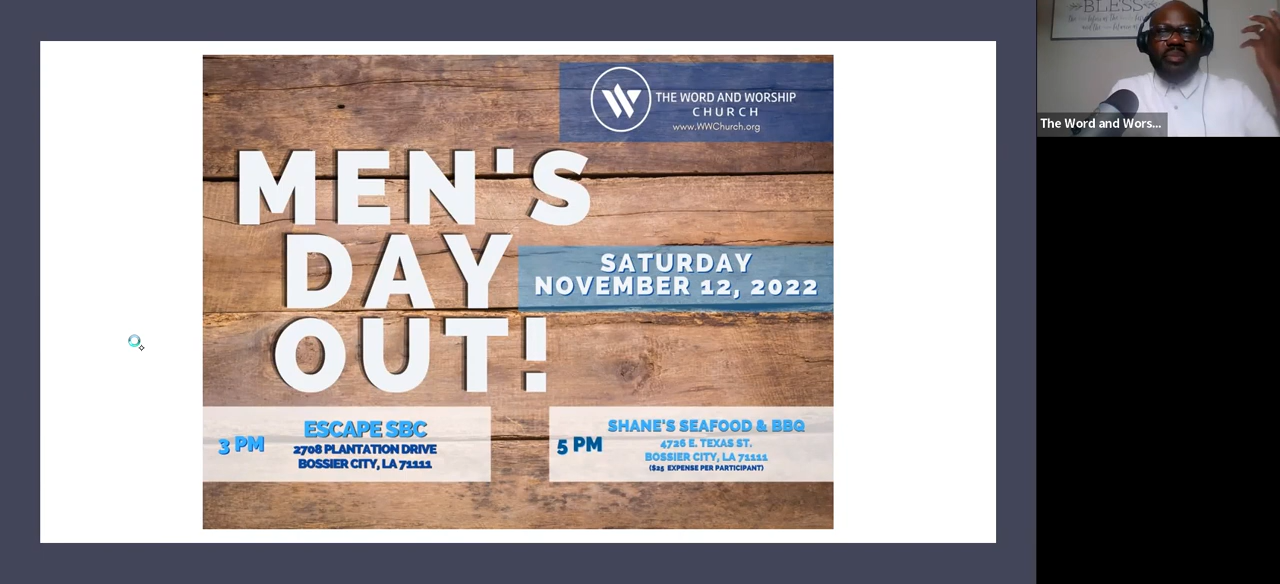 THE WORD AND WORSHIP
CHURCH
www.WWChurch.org
MEN'S
DAY
OUT!
SATURDAY
NOVEMBER 12, 2022
3 PM
ESCAPE SBC
2708 PLANTATION DRIVE
BOSSIER CITY, LA 71111
5 PM
SHANE'S SEAFOOD & BBQ
4726 E. TEXAS ST.
BOSSIER CITY, LA 71111
($25 EXPENSE PER PARTICIPANT)
BLESS
The Word and Wors...